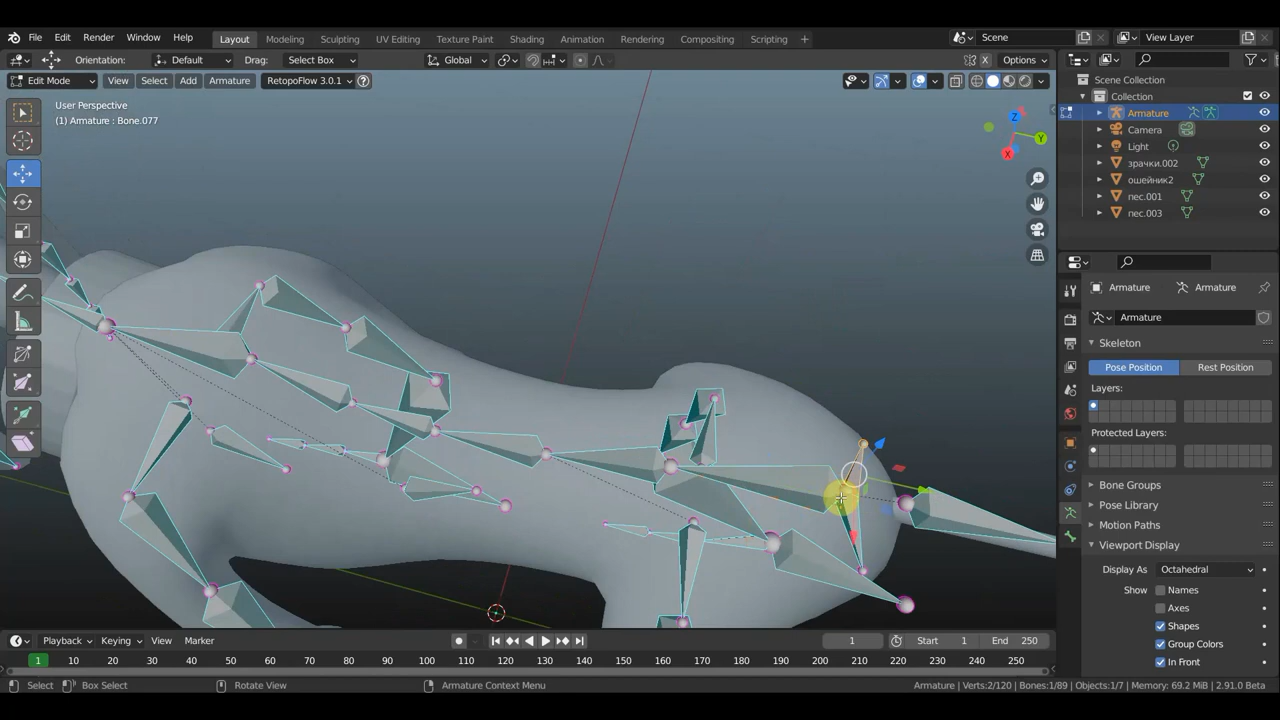 File Edit Render Window Help Layout Modeling Sculpting UV Editing Texture Paint Shading Animation Rendering Compositing Scripting + Scene View Layer
Orientation: Default Drag: Select Box Global Options
Edit Mode View Select Add Armature RetopoFlow 3.0.1 ?
User Perspective
(1) Armature : Bone.077
Z
Y
X
Scene Collection
Collection
Armature
Camera
Light
зрачки.002
ошейник2
пес.001
пес.003
Armature Armature
Armature
Skeleton
Pose Position Rest Position
Layers:
Protected Layers:
Bone Groups
Pose Library
Motion Paths
Viewport Display
Display As Octahedral
Show Names
Axes
Shapes
Group Colors
In Front
Playback Keying View Marker 1 Start 1 End 250
1 10 20 30 40 50 60 70 80 90 100 110 120 130 140 150 160 170 180 190 200 210 220 230 240 250
Select Box Select Rotate View Armature Context Menu Armature | Verts:2/120 | Bones:1/89 | Objects:1/7 | Memory: 69.2 MiB | 2.91.0 Beta